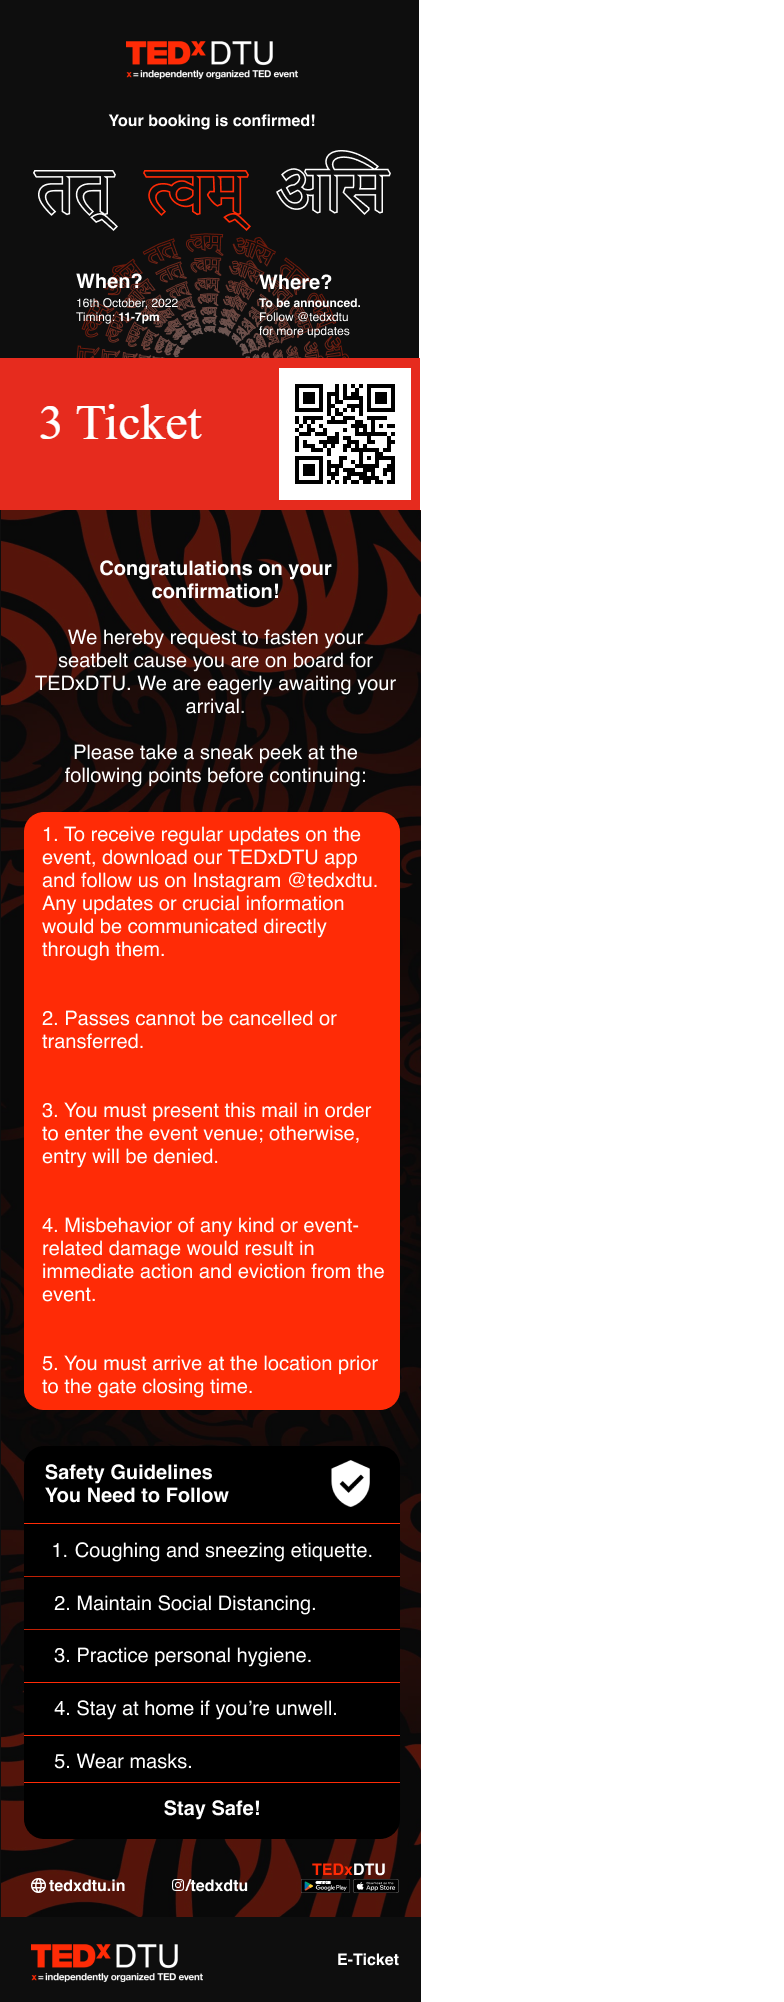 TEDxDTU
x = independently organized TED event
Your booking is confirmed!
तत् त्वम् असि
When?
16th October, 2022
Timing: 11-7pm
Where?
To be announced.
Follow @tedxdtu
for more updates
3 Ticket
Congratulations on your
confirmation!
We hereby request to fasten your
seatbelt cause you are on board for
TEDxDTU. We are eagerly awaiting your
arrival.
Please take a sneak peek at the
following points before continuing:
1. To receive regular updates on the
event, download our TEDxDTU app
and follow us on Instagram @tedxdtu.
Any updates or crucial information
would be communicated directly
through them.
2. Passes cannot be cancelled or
transferred.
3. You must present this mail in order
to enter the event venue; otherwise,
entry will be denied.
4. Misbehavior of any kind or event-
related damage would result in
immediate action and eviction from the
event.
5. You must arrive at the location prior
to the gate closing time.
Safety Guidelines
You Need to Follow
1. Coughing and sneezing etiquette.
2. Maintain Social Distancing.
3. Practice personal hygiene.
4. Stay at home if you're unwell.
5. Wear masks.
Stay Safe!
tedxdtu.in
/tedxdtu
TEDxDTU
Google Play
App Store
TEDxDTU
x = independently organized TED event
E-Ticket